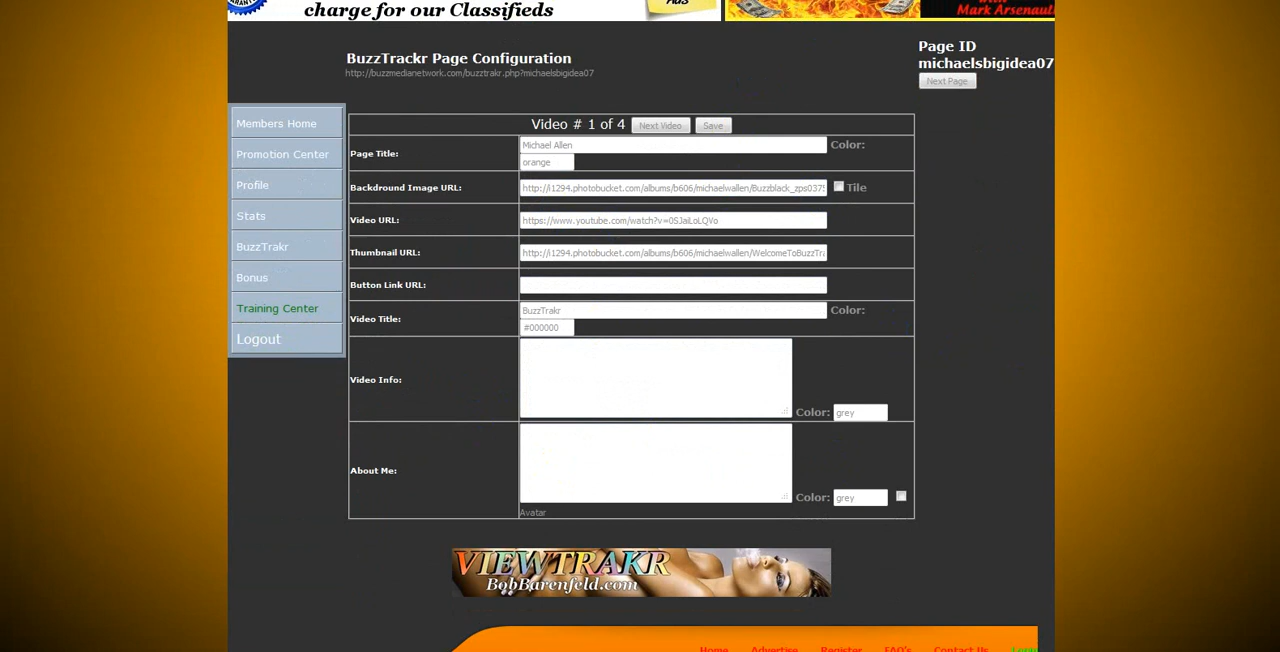 charge for our Classifieds
Ads
with
Mark Arsenault
BuzzTrackr Page Configuration
http://buzzmedianetwork.com/buzztrakr.php?michaelsbigidea07
Page ID
michaelsbigidea07
Next Page
Members Home
Promotion Center
Profile
Stats
BuzzTrakr
Bonus
Training Center
Logout
Video # 1 of 4 Next Video Save
Page Title: Michael Allen Color:
orange
Backdround Image URL: http://i1294.photobucket.com/albums/b606/michaelwallen/Buzzblack_zps0375 Tile
Video URL: https://www.youtube.com/watch?v=0SJaiLoLQVo
Thumbnail URL: http://i1294.photobucket.com/albums/b606/michaelwallen/WelcomeToBuzzTra
Button Link URL:
Video Title: BuzzTrakr Color:
#000000
Video Info: Color: grey
About Me: Color: grey
Avatar
VIEWTRAKR
BobBarenfeld.com
Home Advertise Register FAQ's Contact Us Login